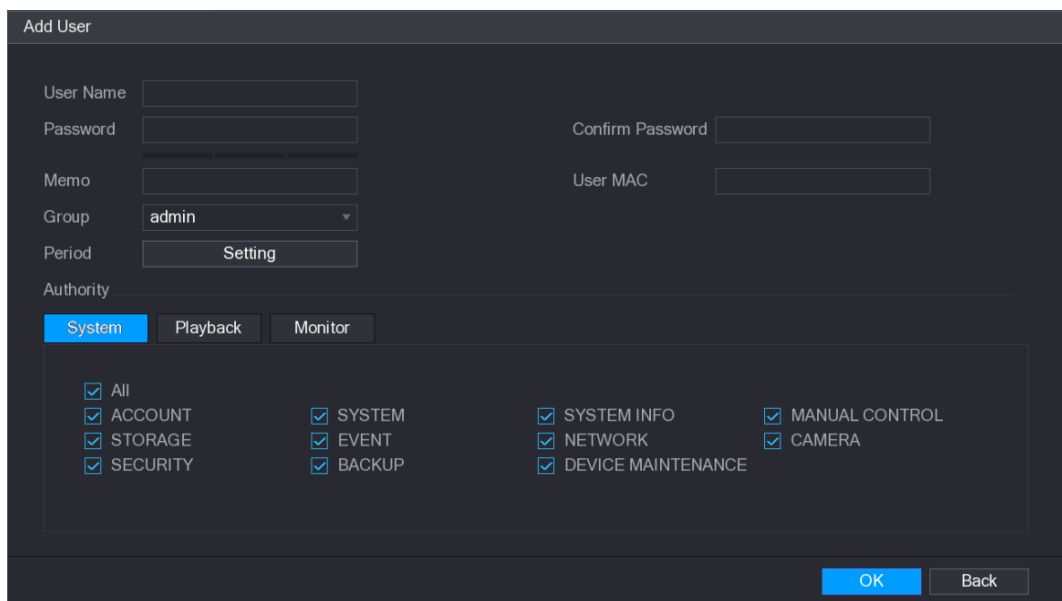 Add User
User Name
Password Confirm Password
Memo User MAC
Group admin
Period Setting
Authority
System Playback Monitor
All
ACCOUNT SYSTEM SYSTEM INFO MANUAL CONTROL
STORAGE EVENT NETWORK CAMERA
SECURITY BACKUP DEVICE MAINTENANCE
OK Back